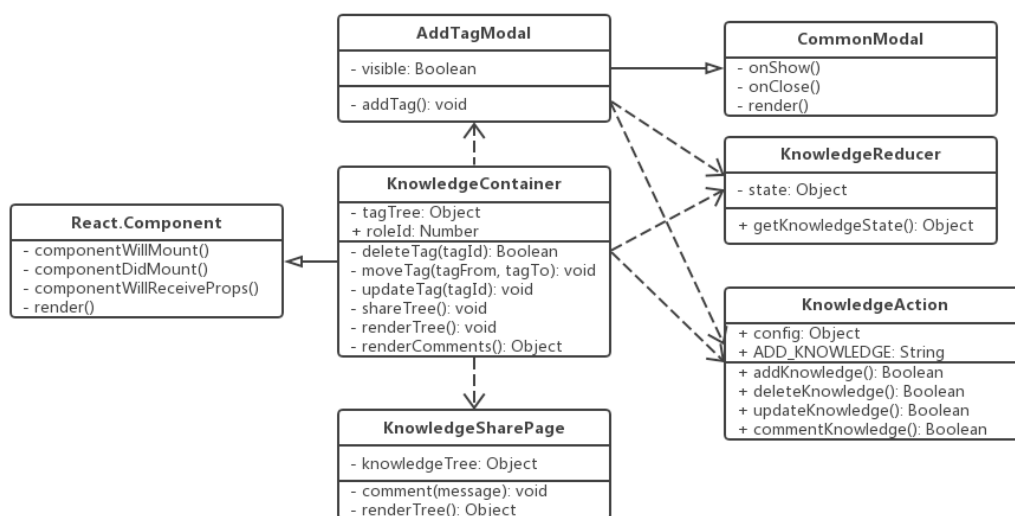 AddTagModal
- visible: Boolean
- addTag(): void
CommonModal
- onShow()
- onClose()
- render()
KnowledgeReducer
- state: Object
+ getKnowledgeState(): Object
KnowledgeContainer
- tagTree: Object
+ roleId: Number
- deleteTag(tagId): Boolean
- moveTag(tagFrom, tagTo): void
- updateTag(tagId): void
- shareTree(): void
- renderTree(): void
- renderComments(): Object
React.Component
- componentWillMount()
- componentDidMount()
- componentWillReceiveProps()
- render()
KnowledgeAction
+ config: Object
+ ADD_KNOWLEDGE: String
+ addKnowledge(): Boolean
+ deleteKnowledge(): Boolean
+ updateKnowledge(): Boolean
+ commentKnowledge(): Boolean
KnowledgeSharePage
- knowledgeTree: Object
- comment(message): void
- renderTree(): Object